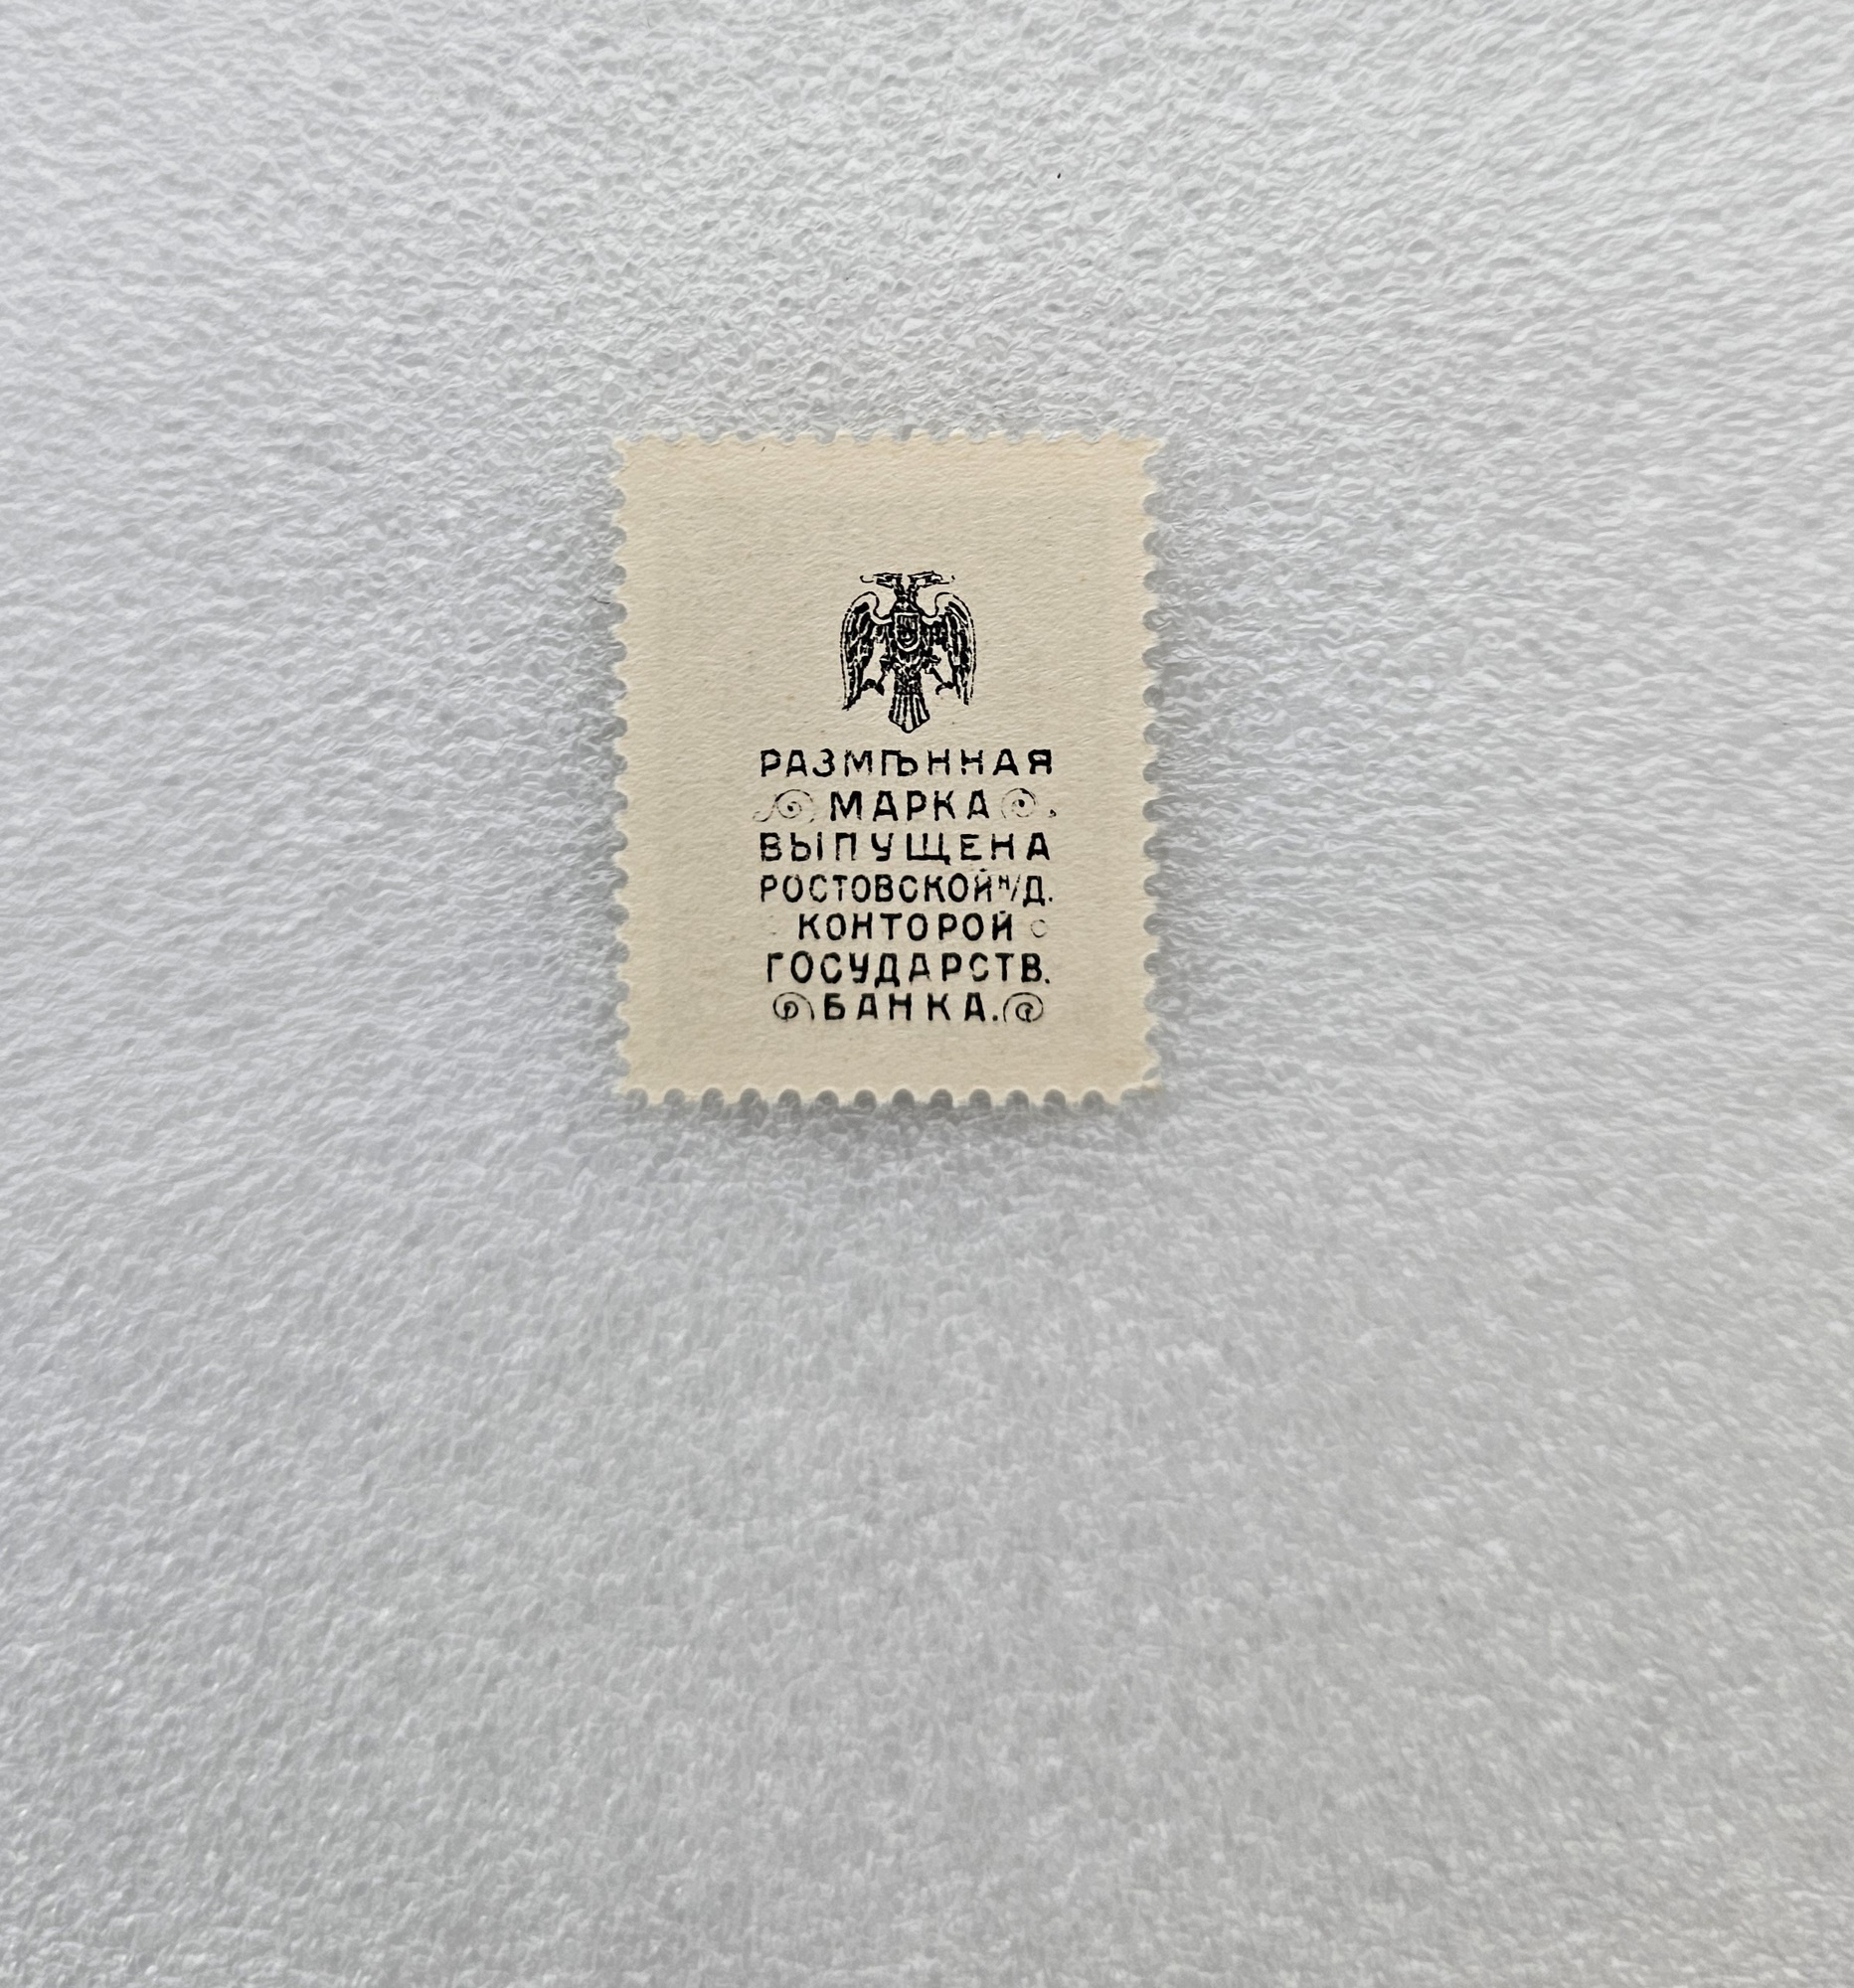 РАЗМѢННАЯ
МАРКА
ВЫПУЩЕНА
РОСТОВСКОЙ Н/Д.
КОНТОРОЙ
ГОСУДАРСТВ.
БАНКА.